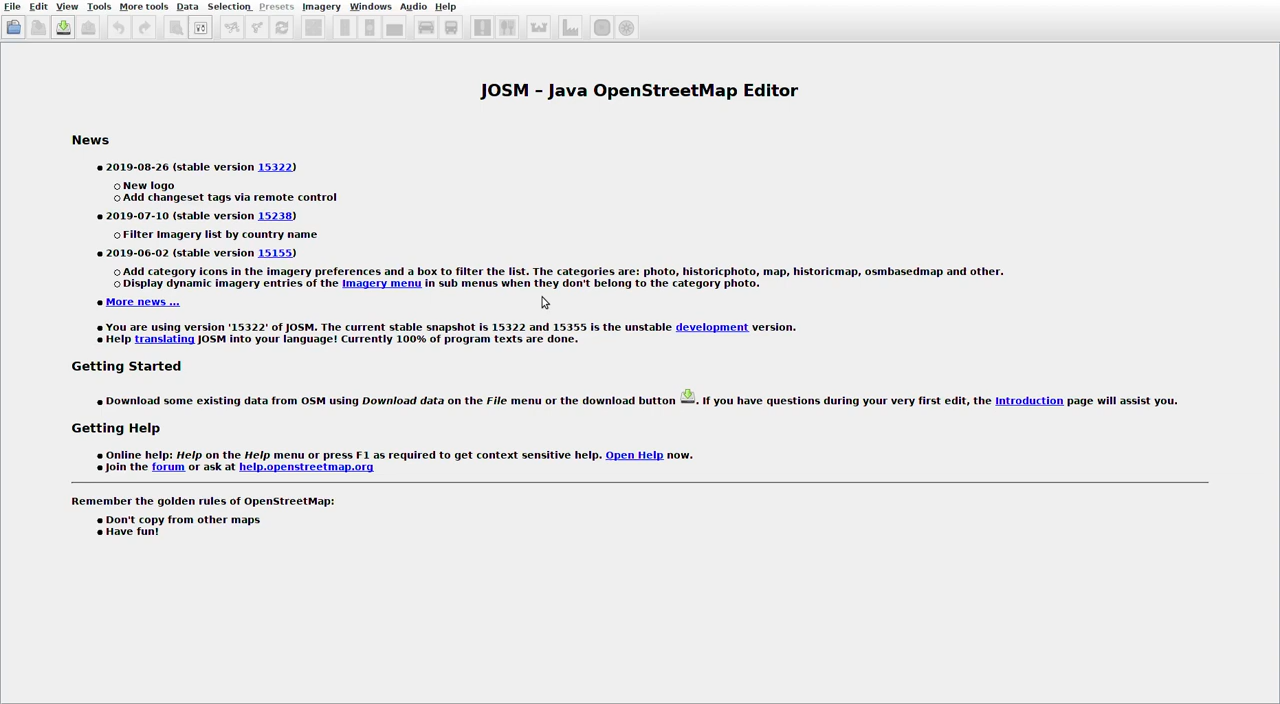 File Edit View Tools More tools Data Selection Presets Imagery Windows Audio Help
JOSM – Java OpenStreetMap Editor
News
2019-08-26 (stable version 15322)
New logo
Add changeset tags via remote control
2019-07-10 (stable version 15238)
Filter Imagery list by country name
2019-06-02 (stable version 15155)
Add category icons in the imagery preferences and a box to filter the list. The categories are: photo, historicphoto, map, historicmap, osmbasedmap and other.
Display dynamic imagery entries of the Imagery menu in sub menus when they don't belong to the category photo.
More news ...
You are using version '15322' of JOSM. The current stable snapshot is 15322 and 15355 is the unstable development version.
Help translating JOSM into your language! Currently 100% of program texts are done.
Getting Started
Download some existing data from OSM using Download data on the File menu or the download button . If you have questions during your very first edit, the Introduction page will assist you.
Getting Help
Online help: Help on the Help menu or press F1 as required to get context sensitive help. Open Help now.
Join the forum or ask at help.openstreetmap.org
Remember the golden rules of OpenStreetMap:
Don't copy from other maps
Have fun!